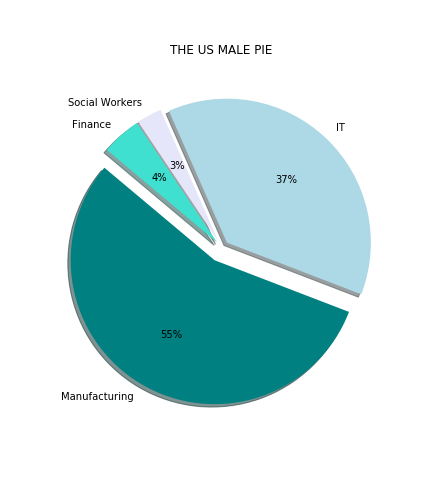 THE US MALE PIE
Social Workers
Finance
IT
3%
4%
37%
55%
Manufacturing